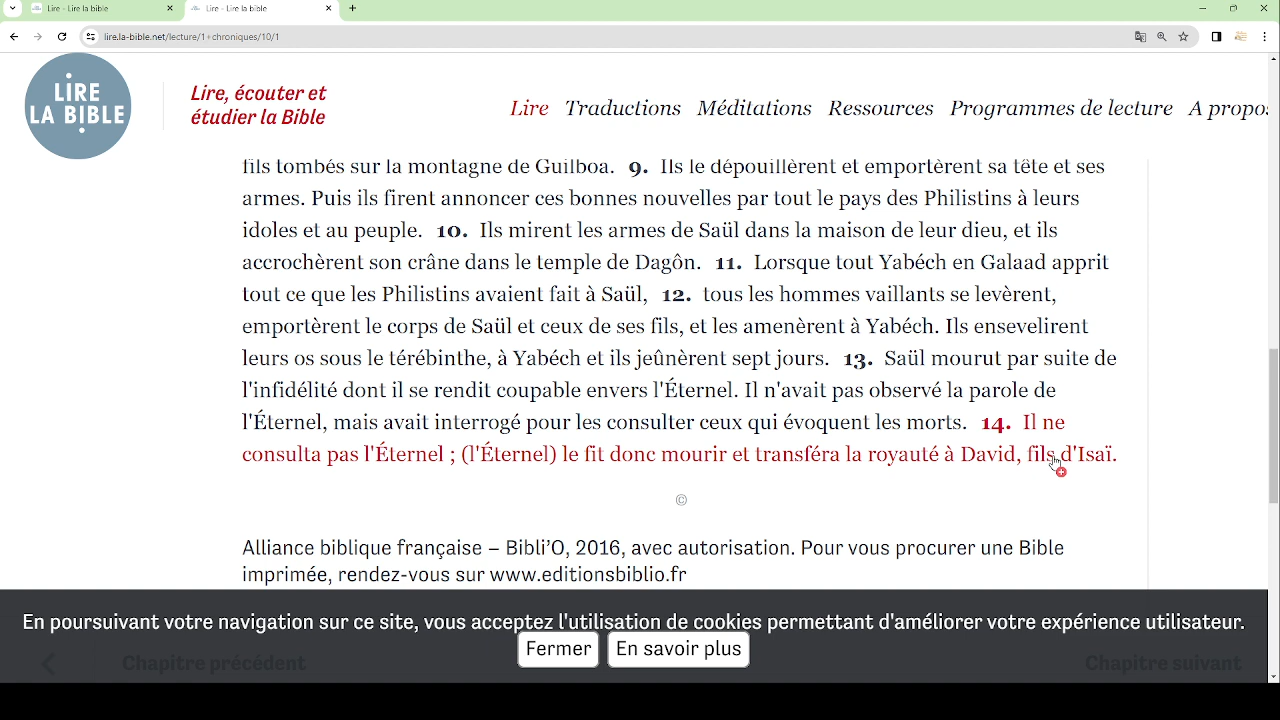 Lire - Lire la bible
Lire - Lire la bible
lire.la-bible.net/lecture/1+chroniques/10/1
LIRE
LA BIBLE
Lire, écouter et
étudier la Bible
Lire Traductions Méditations Ressources Programmes de lecture A propos
fils tombés sur la montagne de Guilboa. 9. Ils le dépouillèrent et emportèrent sa tête et ses
armes. Puis ils firent annoncer ces bonnes nouvelles par tout le pays des Philistins à leurs
idoles et au peuple. 10. Ils mirent les armes de Saül dans la maison de leur dieu, et ils
accrochèrent son crâne dans le temple de Dagôn. 11. Lorsque tout Yabéch en Galaad apprit
tout ce que les Philistins avaient fait à Saül, 12. tous les hommes vaillants se levèrent,
emportèrent le corps de Saül et ceux de ses fils, et les amenèrent à Yabéch. Ils ensevelirent
leurs os sous le térébinthe, à Yabéch et ils jeûnèrent sept jours. 13. Saül mourut par suite de
l'infidélité dont il se rendit coupable envers l'Éternel. Il n'avait pas observé la parole de
l'Éternel, mais avait interrogé pour les consulter ceux qui évoquent les morts. 14. Il ne
consulta pas l'Éternel ; (l'Éternel) le fit donc mourir et transféra la royauté à David, fils d'Isaï.
©
Alliance biblique française – Bibli'O, 2016, avec autorisation. Pour vous procurer une Bible
imprimée, rendez-vous sur www.editionsbiblio.fr
En poursuivant votre navigation sur ce site, vous acceptez l'utilisation de cookies permettant d'améliorer votre expérience utilisateur.
Fermer En savoir plus
Chapitre précédent Chapitre suivant